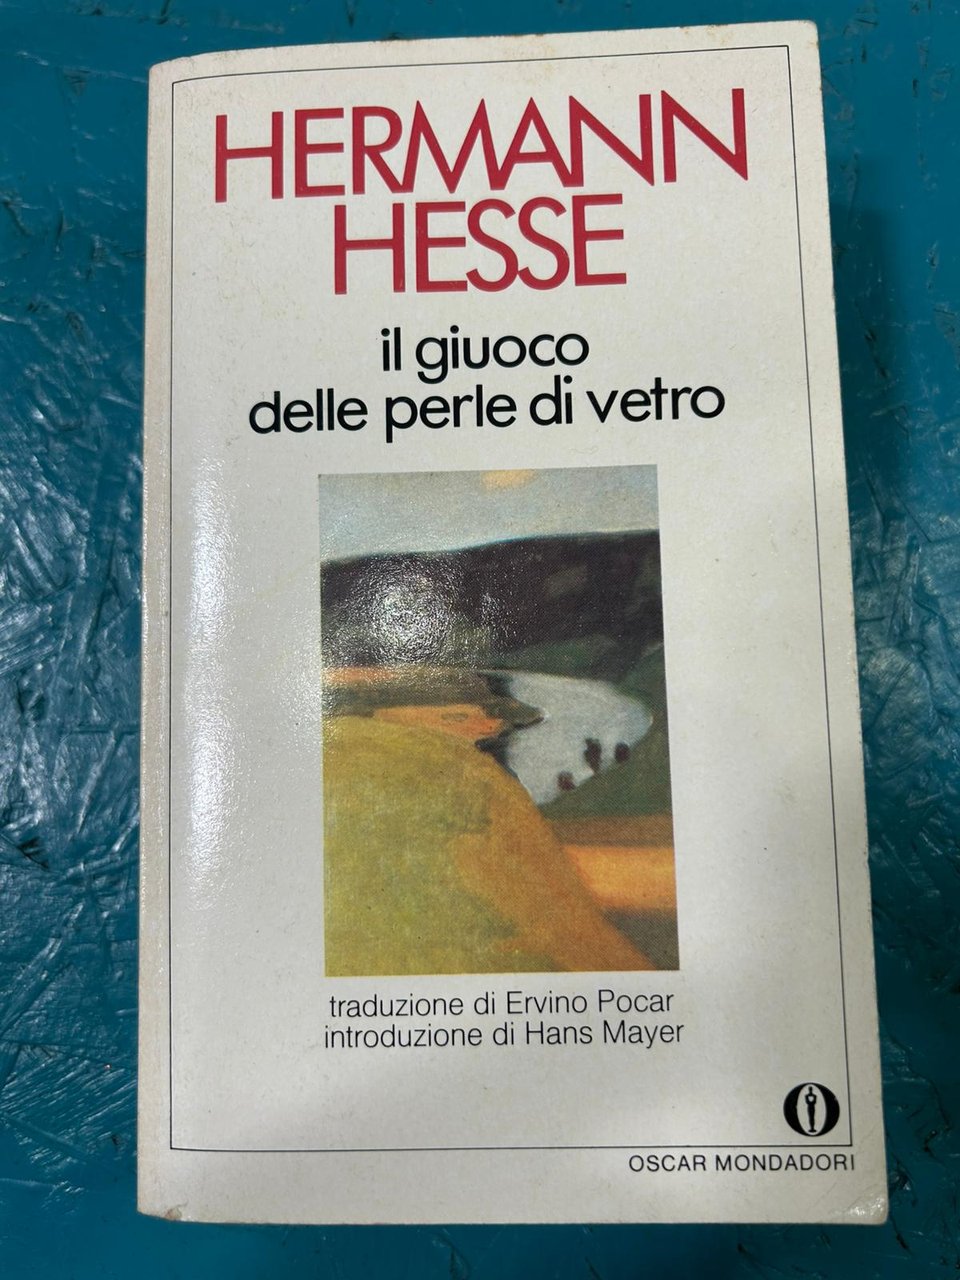 HERMANN
HESSE
il giuoco
delle perle di vetro
traduzione di Ervino Pocar
introduzione di Hans Mayer
OSCAR MONDADORI